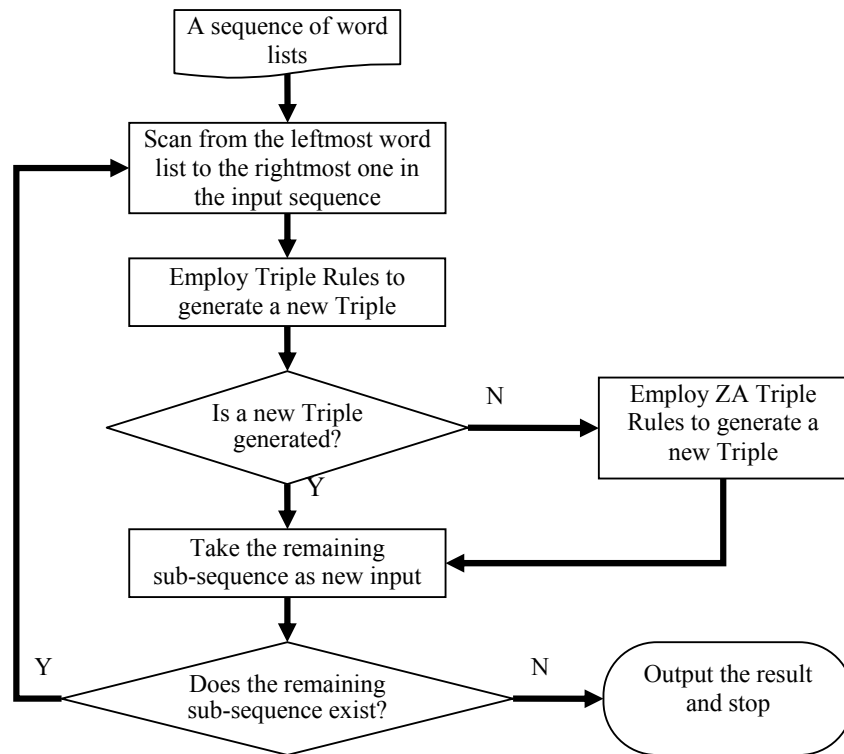 A sequence of word
lists
Scan from the leftmost word
list to the rightmost one in
the input sequence
Employ Triple Rules to
generate a new Triple
Is a new Triple
generated?
N
Employ ZA Triple
Rules to generate a
new Triple
Y
Take the remaining
sub-sequence as new input
Y
Does the remaining
sub-sequence exist?
N
Output the result
and stop